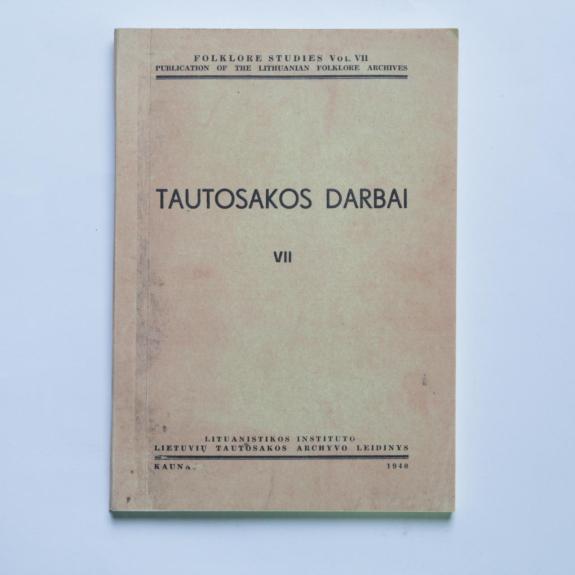 FOLKLORE STUDIES VOL. VII
PUBLICATION OF THE LITHUANIAN FOLKLORE ARCHIVES
TAUTOSAKOS DARBAI
VII
LITUANISTIKOS INSTITUTO
LIETUVIŲ TAUTOSAKOS ARCHYVO LEIDINYS
KAUNA. 1940